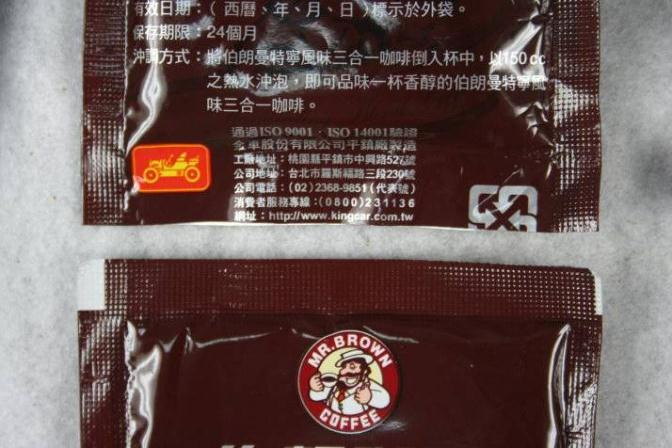 有效日期：（西曆、年、月、日）標示於外袋。
保存期限：24個月
沖調方式：將伯朗曼特寧風味三合一咖啡倒入杯中，以150cc
之熱水沖泡，即可品味一杯香醇的伯朗曼特寧風
味三合一咖啡。
通過ISO 9001．ISO 14001驗證
金車股份有限公司平鎮廠製造
工廠地址：桃園縣平鎮市中興路527號
公司地址：台北市羅斯福路三段230號
公司電話：(02)2368-9851(代表號)
消費者服務專線：(0800)231136
網址：http://www.kingcar.com.tw
MR.BROWN
COFFEE